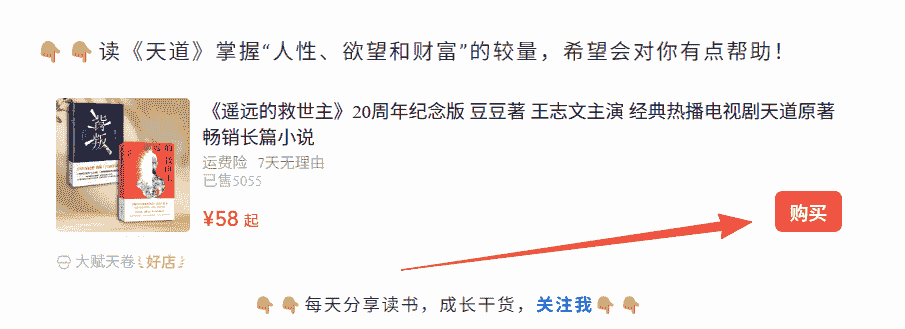 👇🏽👇🏽读《天道》掌握“人性、欲望和财富”的较量，希望会对你有点帮助！
背叛
《遥远的救世主》20周年纪念版 豆豆著 王志文主演 经典热播电视剧天道原著
畅销长篇小说
运费险 7天无理由
已售5055
¥58 起
购买
大赋天卷 好店
👇🏽👇🏽每天分享读书，成长干货，关注我👇🏽👇🏽